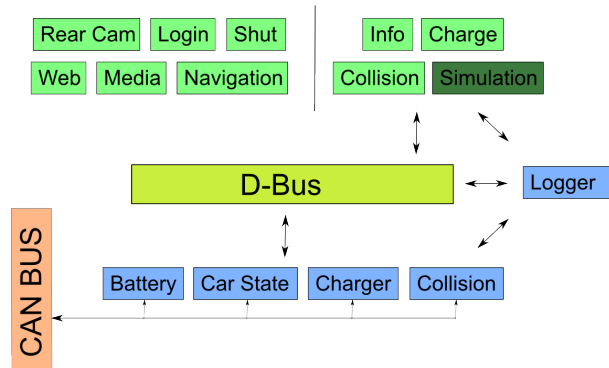 Rear Cam Login Shut Info Charge
Web Media Navigation Collision Simulation
D-Bus Logger
CAN BUS
Battery Car State Charger Collision